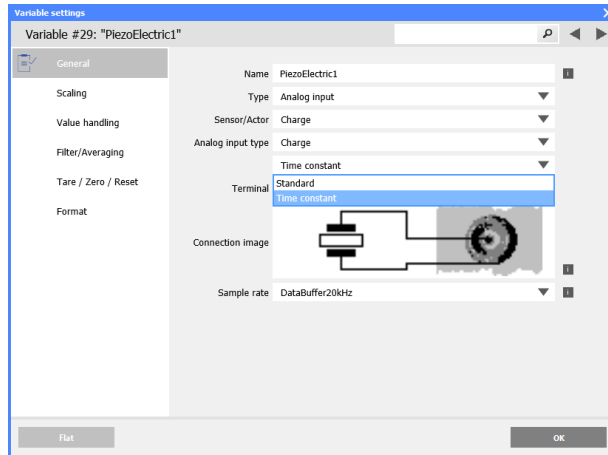 Variable settings
Variable #29: "PiezoElectric1"
General
Scaling
Value handling
Filter/Averaging
Tare / Zero / Reset
Format
Name PiezoElectric1
Type Analog input
Sensor/Actor Charge
Analog input type Charge
Time constant
Terminal Standard
Time constant
Connection image
Sample rate DataBuffer20kHz
Flat
OK